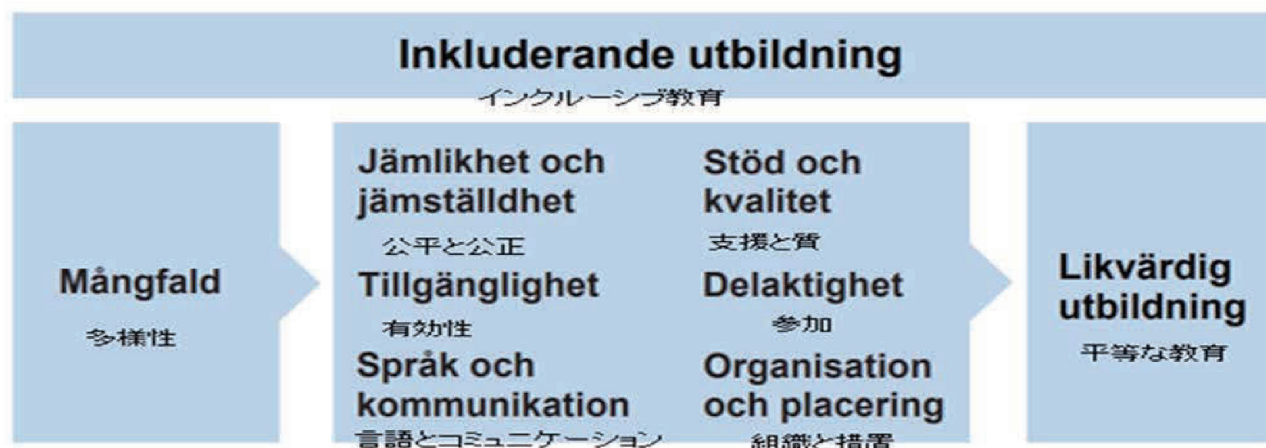 Inkluderande utbildning
インクルーシブ教育
Mångfald
多様性
Jämlikhet och
jämställdhet
公平と公正
Tillgänglighet
有効性
Språk och
kommunikation
言語とコミュニケーション
Stöd och
kvalitet
支援と質
Delaktighet
参加
Organisation
och placering
組織と措置
Likvärdig
utbildning
平等な教育